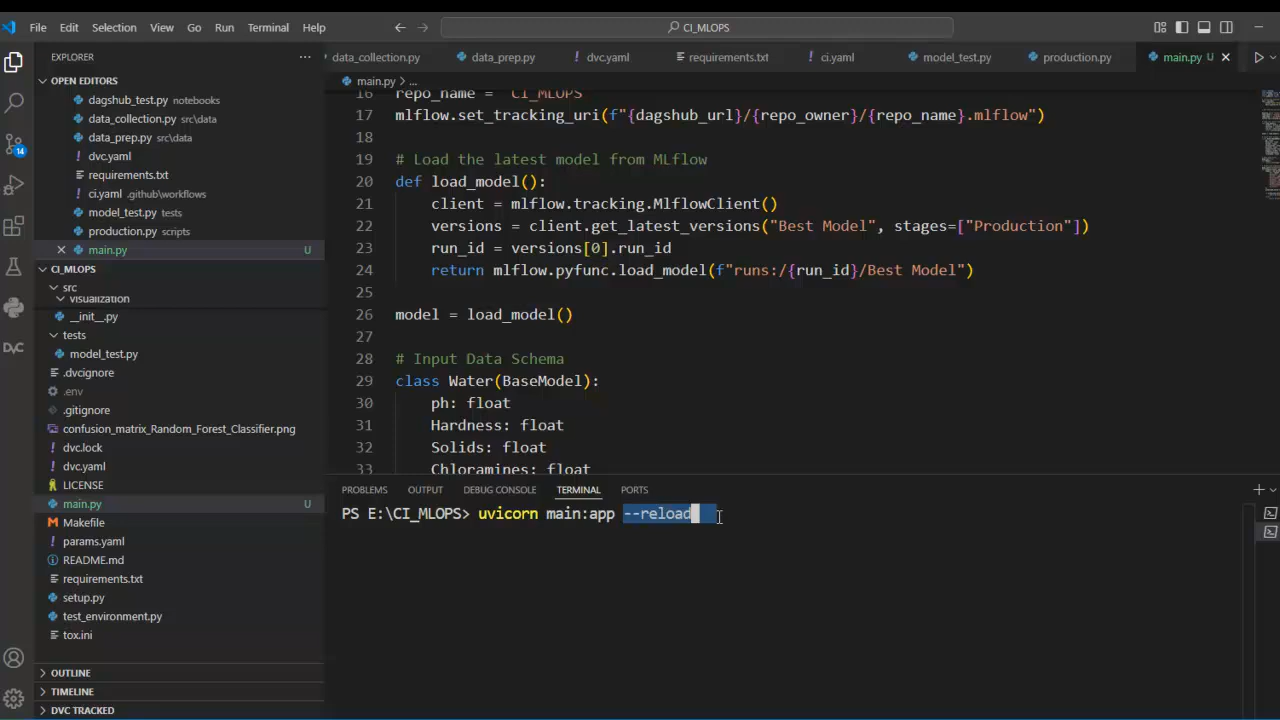 File Edit Selection View Go Run Terminal Help
CI_MLOPS
EXPLORER
data_collection.py
data_prep.py
dvc.yaml
requirements.txt
ci.yaml
model_test.py
production.py
main.py U
OPEN EDITORS
dagshub_test.py notebooks
data_collection.py src\data
data_prep.py src\data
dvc.yaml
requirements.txt
ci.yaml .github\workflows
model_test.py tests
production.py scripts
main.py U
14
CI_MLOPS
src
visualization
__init__.py
tests
model_test.py
.dvcignore
.env
.gitignore
confusion_matrix_Random_Forest_Classifier.png
dvc.lock
dvc.yaml
LICENSE
main.py U
Makefile
params.yaml
README.md
requirements.txt
setup.py
test_environment.py
tox.ini
OUTLINE
TIMELINE
DVC TRACKED
DVC
main.py > ...
16 repo_name = "CI_MLOPS"
17 mlflow.set_tracking_uri(f"{dagshub_url}/{repo_owner}/{repo_name}.mlflow")
18
19 # Load the latest model from MLflow
20 def load_model():
21 client = mlflow.tracking.MlflowClient()
22 versions = client.get_latest_versions("Best Model", stages=["Production"])
23 run_id = versions[0].run_id
24 return mlflow.pyfunc.load_model(f"runs:/{run_id}/Best Model")
25
26 model = load_model()
27
28 # Input Data Schema
29 class Water(BaseModel):
30 ph: float
31 Hardness: float
32 Solids: float
33 Chloramines: float
PROBLEMS OUTPUT DEBUG CONSOLE TERMINAL PORTS
PS E:\CI_MLOPS> uvicorn main:app --reload